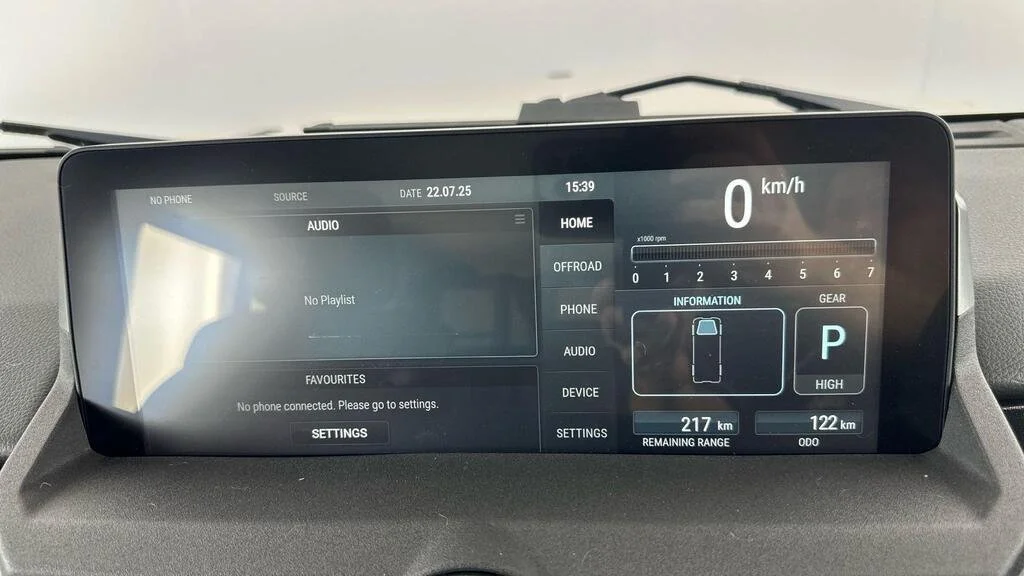 NO PHONE
SOURCE
DATE 22.07.25
15:39
AUDIO
No Playlist
FAVOURITES
No phone connected. Please go to settings.
SETTINGS
HOME
OFFROAD
PHONE
AUDIO
DEVICE
SETTINGS
0 km/h
x1000 rpm
0 1 2 3 4 5 6 7
INFORMATION
GEAR
P
HIGH
217 km
REMAINING RANGE
122 km
ODO